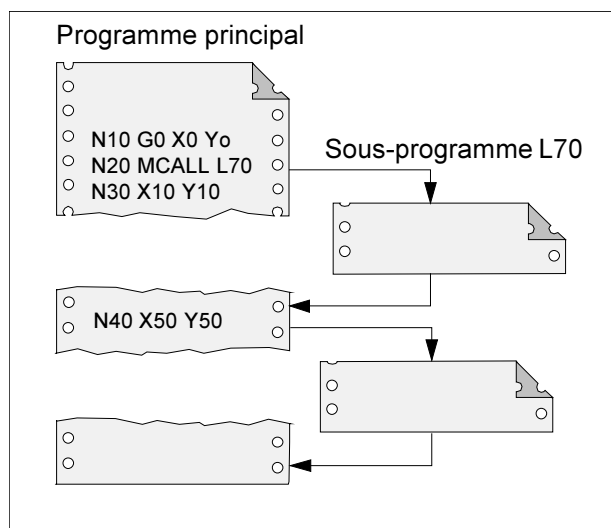 Programme principal
N10 G0 X0 Yo
N20 MCALL L70
N30 X10 Y10
Sous-programme L70
N40 X50 Y50